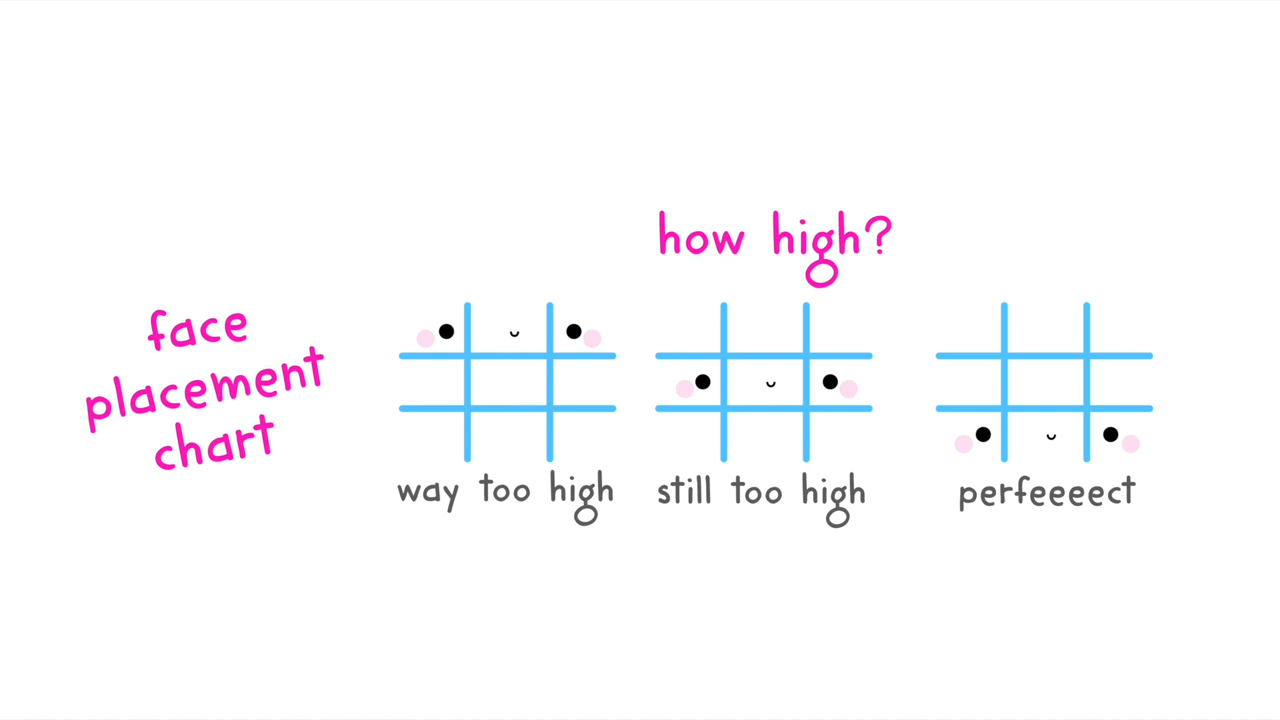 how high?
face
placement
chart
way too high
still too high
perfeeeect